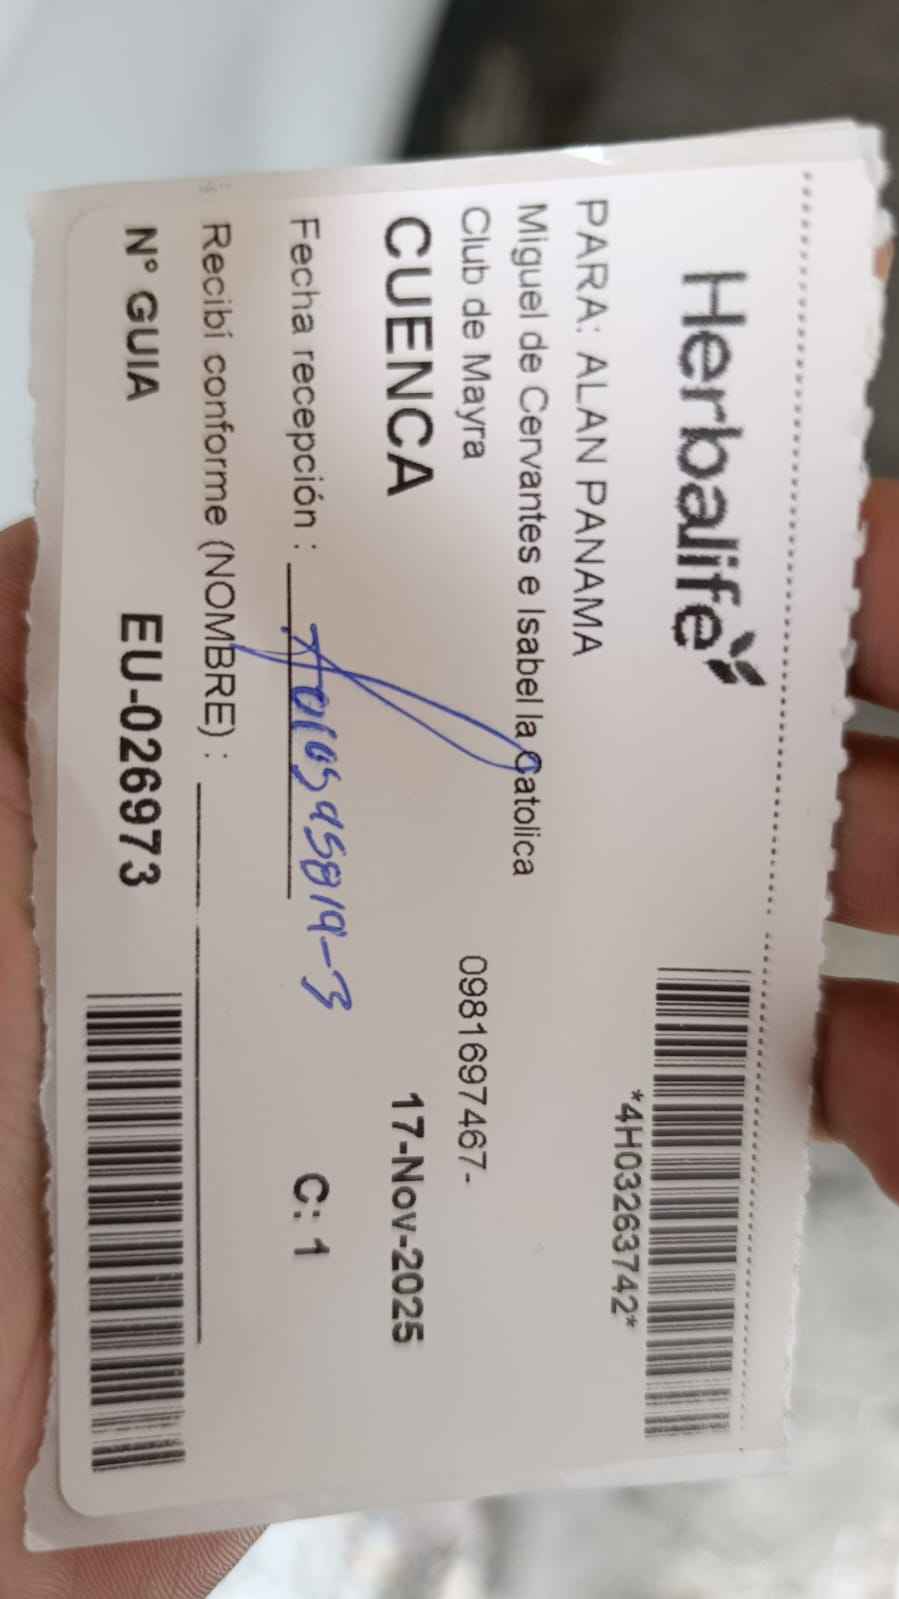 Herbalife
*4H03263742*
PARA: ALAN PANAMA
Miguel de Cervantes e Isabel la Catolica
Club de Mayra 0981697467-
CUENCA 17-Nov-2025
Fecha recepción : C: 1
Recibí conforme (NOMBRE) :
N° GUIA EU-026973